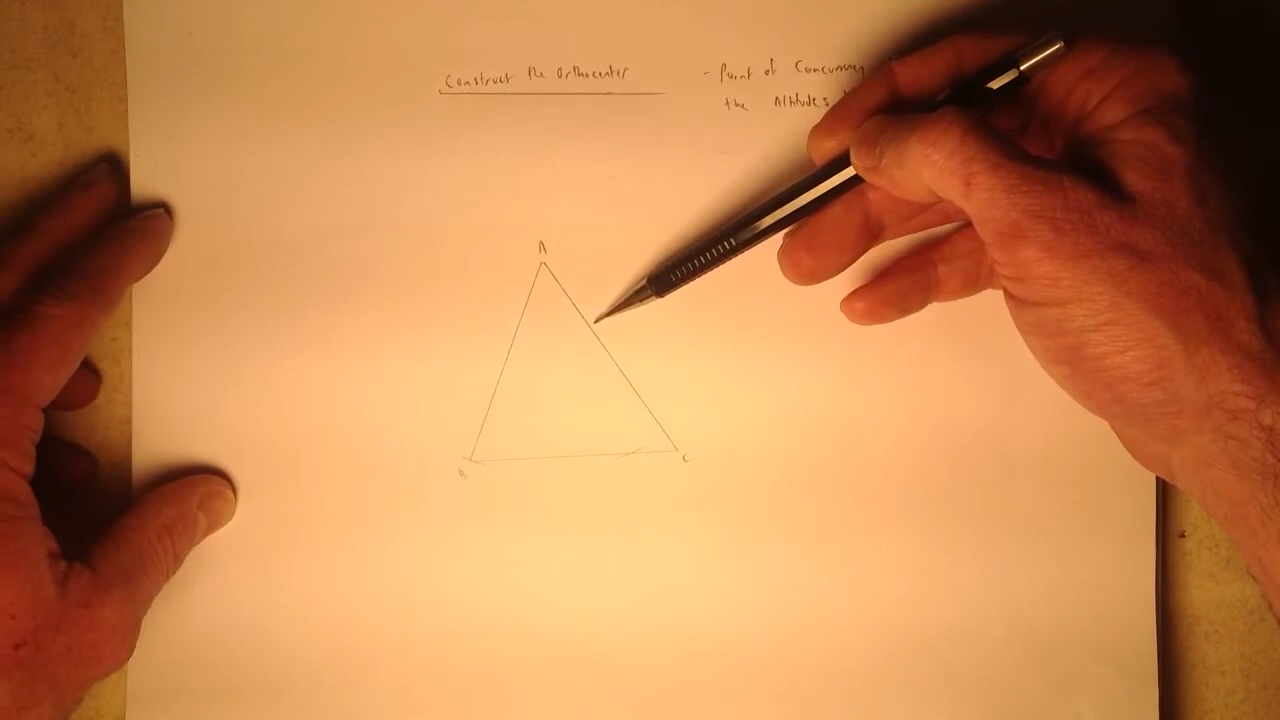 Construct the Orthocenter
- Point of Concurrency
the Altitudes
A
B
C